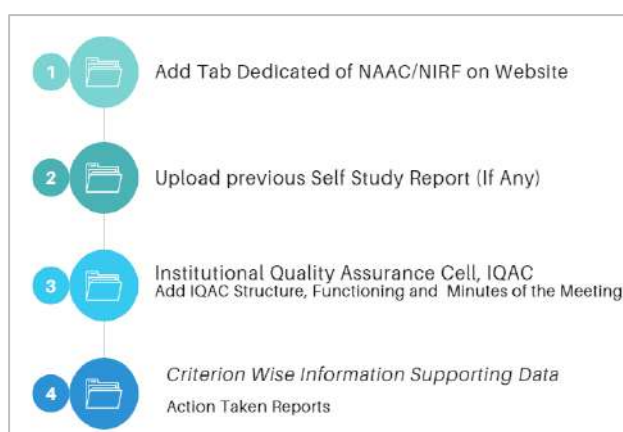 1 Add Tab Dedicated of NAAC/NIRF on Website
2 Upload previous Self Study Report (If Any)
3 Institutional Quality Assurance Cell, IQAC
Add IQAC Structure, Functioning and Minutes of the Meeting
4 Criterion Wise Information Supporting Data
Action Taken Reports